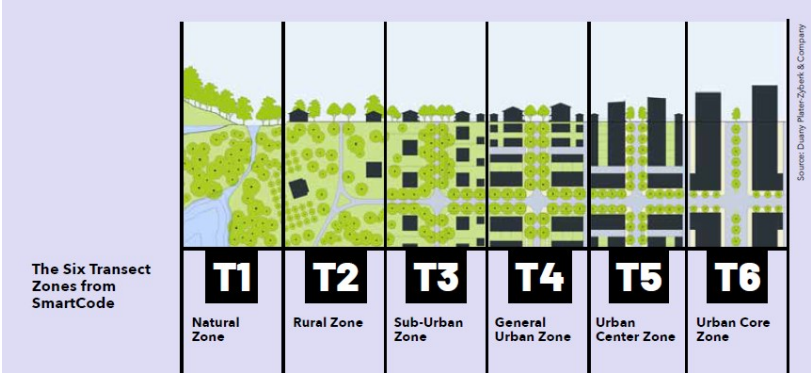 The Six Transect
Zones from
SmartCode
T1
Natural
Zone
T2
Rural Zone
T3
Sub-Urban
Zone
T4
General
Urban Zone
T5
Urban
Center Zone
T6
Urban Core
Zone
Source: Duany Plater-Zyberk & Company